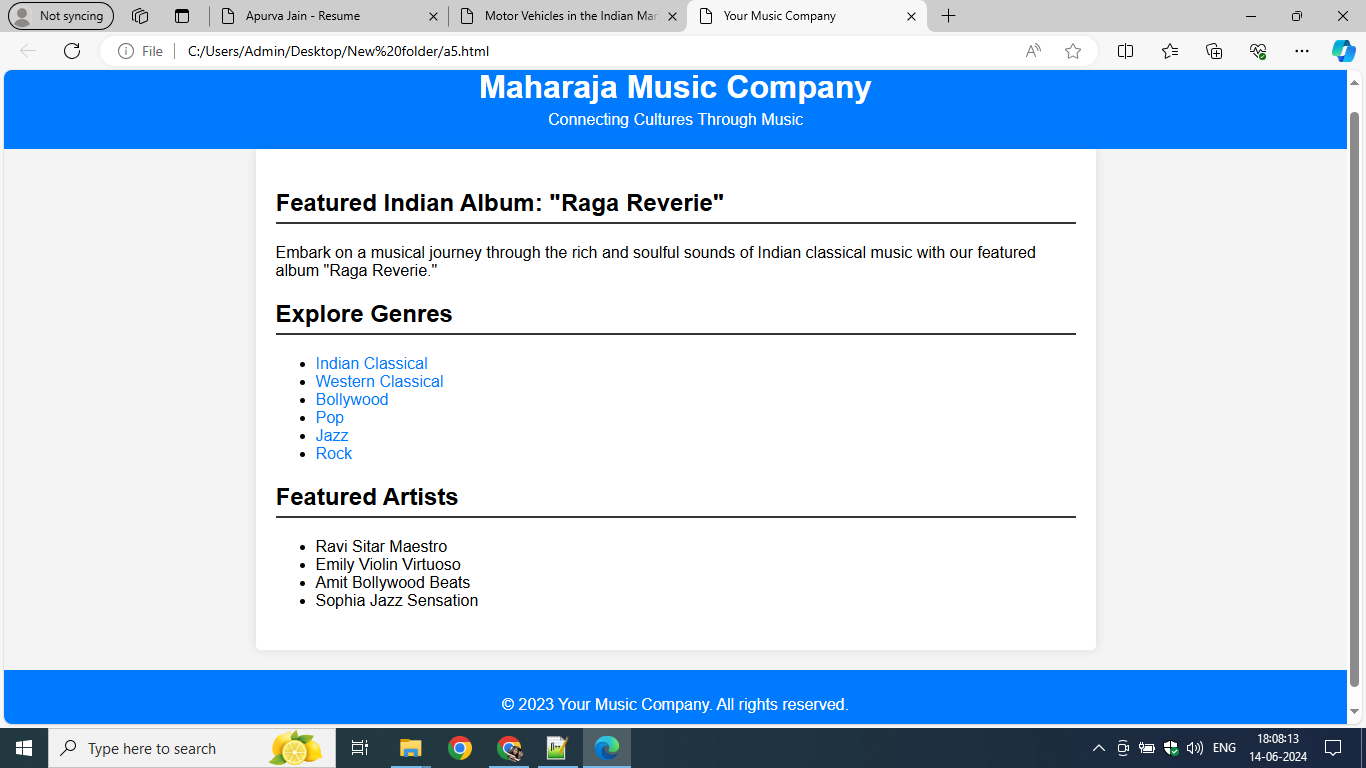 Not syncing
Apurva Jain - Resume
Motor Vehicles in the Indian Mar
Your Music Company
File
C:/Users/Admin/Desktop/New%20folder/a5.html
Maharaja Music Company
Connecting Cultures Through Music
Featured Indian Album: "Raga Reverie"
Embark on a musical journey through the rich and soulful sounds of Indian classical music with our featured
album "Raga Reverie."
Explore Genres
Indian Classical
Western Classical
Bollywood
Pop
Jazz
Rock
Featured Artists
Ravi Sitar Maestro
Emily Violin Virtuoso
Amit Bollywood Beats
Sophia Jazz Sensation
© 2023 Your Music Company. All rights reserved.
Type here to search
ENG
18:08:13
14-06-2024